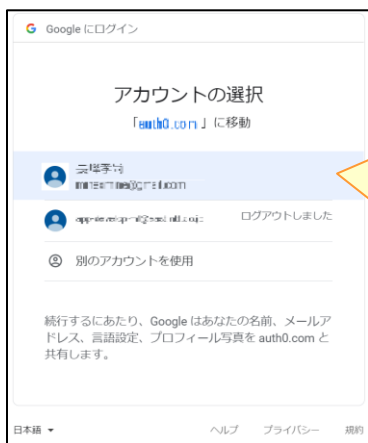 Google にログイン
アカウントの選択
「auth0.com」に移動
ログアウトしました
別のアカウントを使用
続行するにあたり、Google はあなたの名前、メールア
ドレス、言語設定、プロフィール写真を auth0.com と
共有します。
日本語 ヘルプ プライバシー 規約